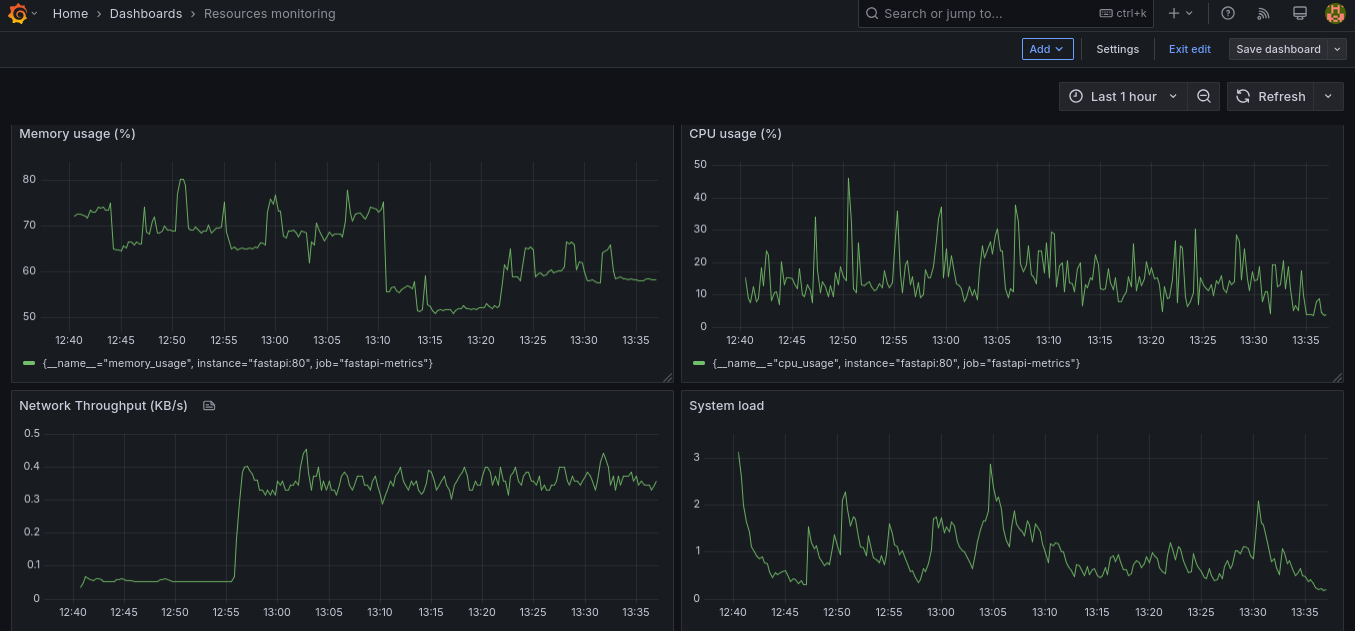 Home › Dashboards › Resources monitoring
Search or jump to...
ctrl+k
Add
Settings
Exit edit
Save dashboard
Last 1 hour
Refresh
Memory usage (%)
80
70
60
50
12:40 12:45 12:50 12:55 13:00 13:05 13:10 13:15 13:20 13:25 13:30 13:35
{__name__="memory_usage", instance="fastapi:80", job="fastapi-metrics"}
CPU usage (%)
50
40
30
20
10
0
12:40 12:45 12:50 12:55 13:00 13:05 13:10 13:15 13:20 13:25 13:30 13:35
{__name__="cpu_usage", instance="fastapi:80", job="fastapi-metrics"}
Network Throughput (KB/s)
0.5
0.4
0.3
0.2
0.1
0
12:40 12:45 12:50 12:55 13:00 13:05 13:10 13:15 13:20 13:25 13:30 13:35
System load
3
2
1
0
12:40 12:45 12:50 12:55 13:00 13:05 13:10 13:15 13:20 13:25 13:30 13:35